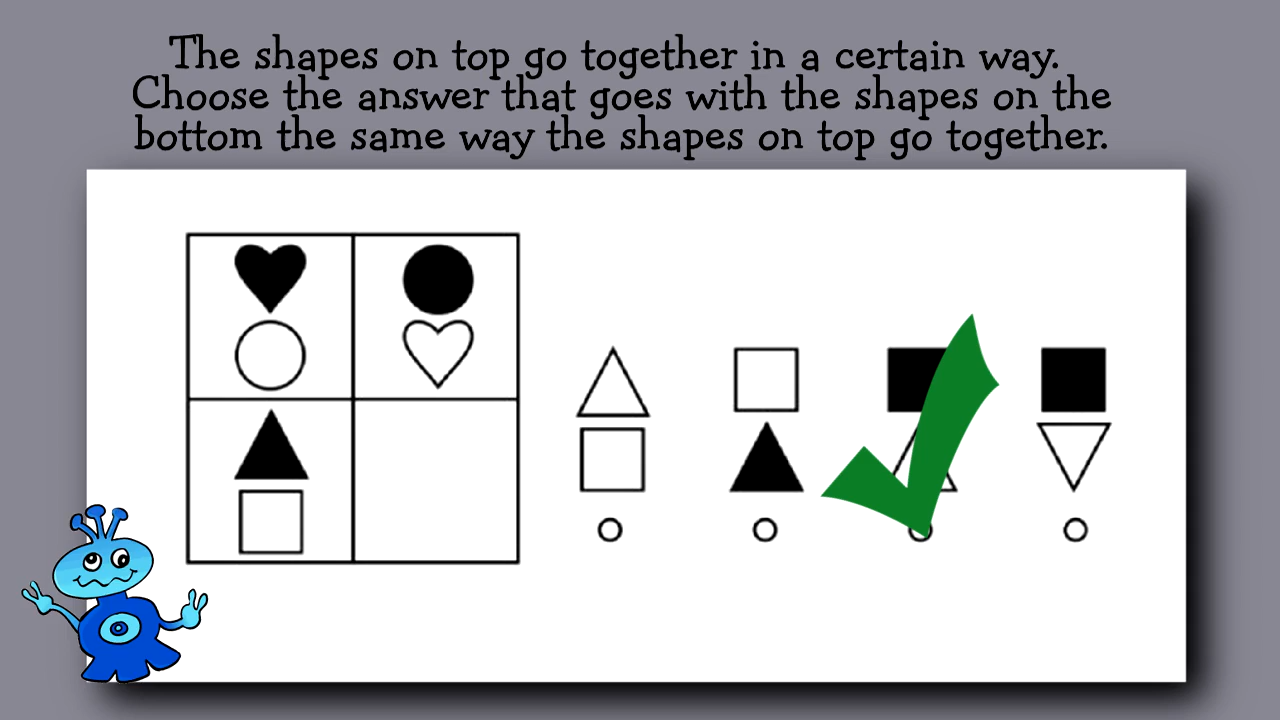 The shapes on top go together in a certain way.
Choose the answer that goes with the shapes on the
bottom the same way the shapes on top go together.